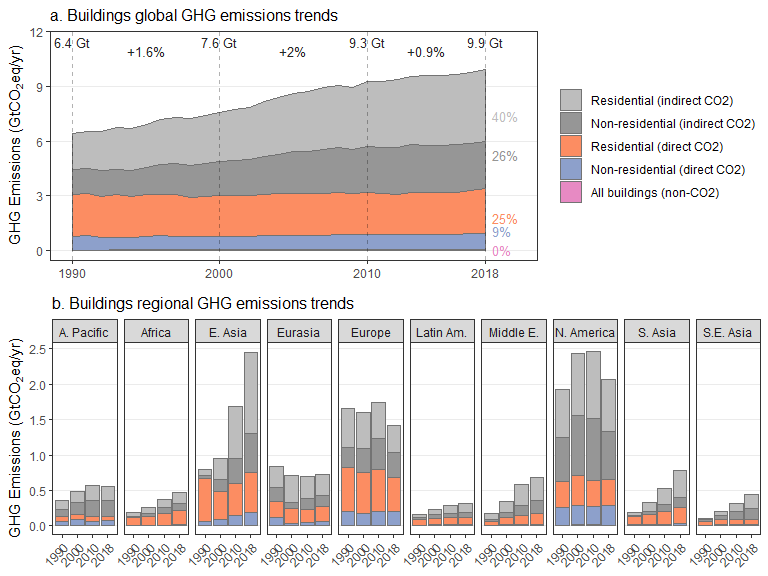 a. Buildings global GHG emissions trends
GHG Emissions (GtCO2eq/yr)
12
9
6
3
0
6.4 Gt
+1.6%
7.6 Gt
+2%
9.3 Gt
+0.9%
9.9 Gt
40%
26%
25%
9%
0%
1990
2000
2010
2018
Residential (indirect CO2)
Non-residential (indirect CO2)
Residential (direct CO2)
Non-residential (direct CO2)
All buildings (non-CO2)
b. Buildings regional GHG emissions trends
GHG Emissions (GtCO2eq/yr)
A. Pacific
Africa
E. Asia
Eurasia
Europe
Latin Am.
Middle E.
N. America
S. Asia
S.E. Asia
2.5
2.0
1.5
1.0
0.5
0.0
1990 2000 2010 2018
1990 2000 2010 2018
1990 2000 2010 2018
1990 2000 2010 2018
1990 2000 2010 2018
1990 2000 2010 2018
1990 2000 2010 2018
1990 2000 2010 2018
1990 2000 2010 2018
1990 2000 2010 2018